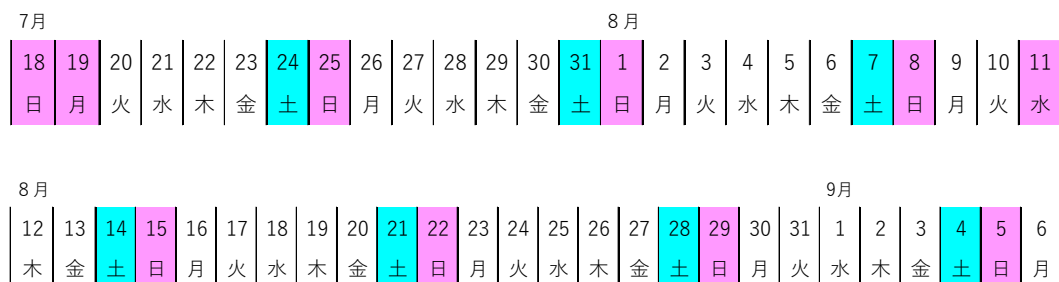 7月 8月
18 19 20 21 22 23 24 25 26 27 28 29 30 31 1 2 3 4 5 6 7 8 9 10 11
日 月 火 水 木 金 土 日 月 火 水 木 金 土 日 月 火 水 木 金 土 日 月 火 水
8月 9月
12 13 14 15 16 17 18 19 20 21 22 23 24 25 26 27 28 29 30 31 1 2 3 4 5 6
木 金 土 日 月 火 水 木 金 土 日 月 火 水 木 金 土 日 月 火 水 木 金 土 日 月